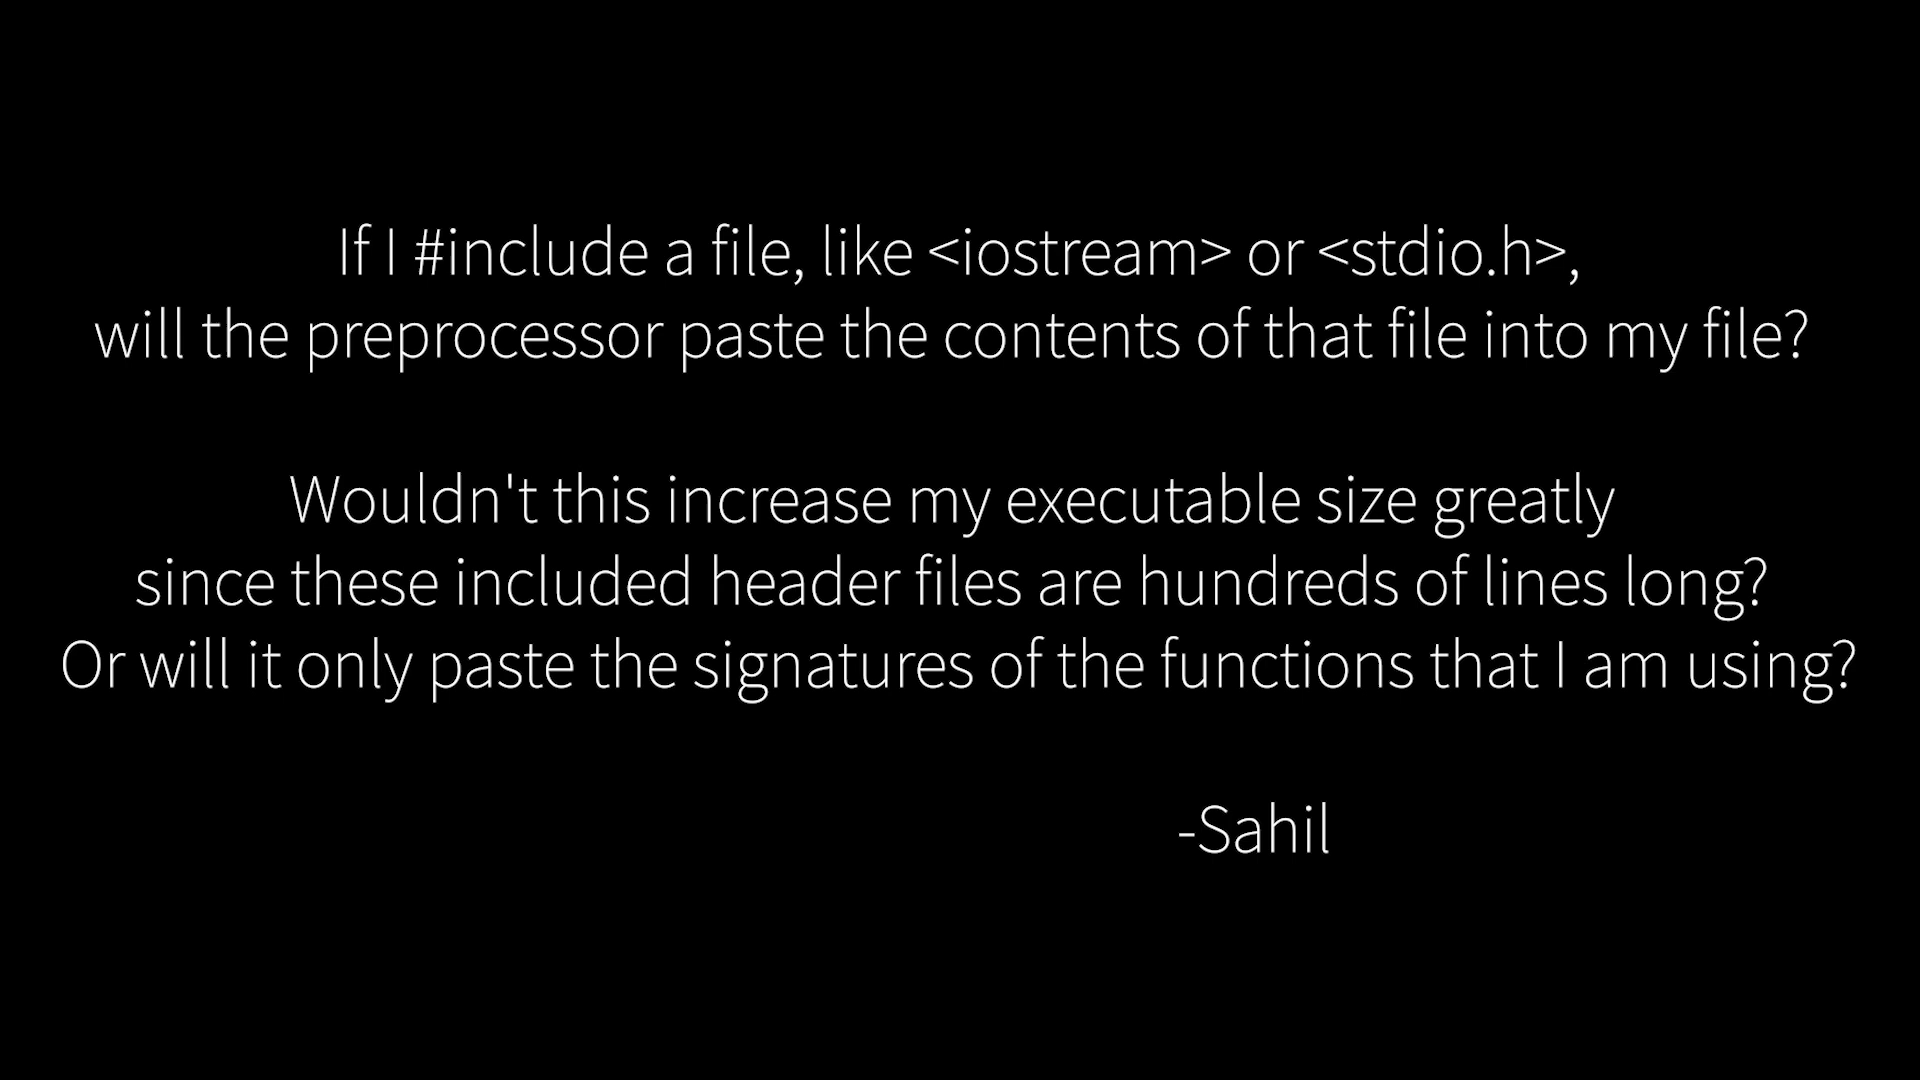 If I #include a file, like <iostream> or <stdio.h>,
will the preprocessor paste the contents of that file into my file?
Wouldn't this increase my executable size greatly
since these included header files are hundreds of lines long?
Or will it only paste the signatures of the functions that I am using?
-Sahil